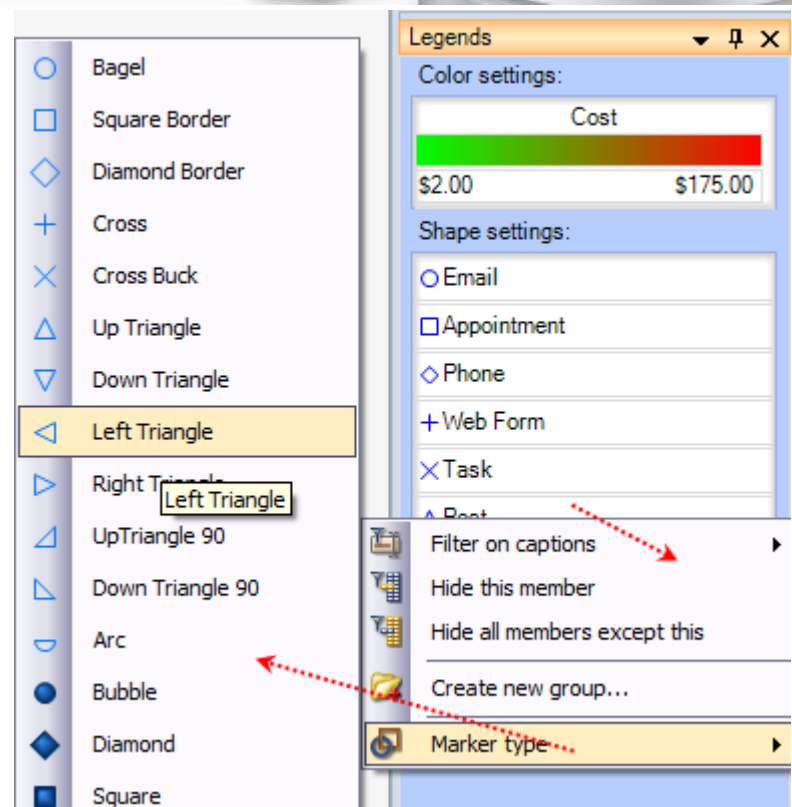 Bagel
Square Border
Diamond Border
Cross
Cross Buck
Up Triangle
Down Triangle
Left Triangle
Right
Left Triangle
UpTriangle 90
Down Triangle 90
Arc
Bubble
Diamond
Square
Legends
Color settings:
Cost
$2.00 $175.00
Shape settings:
Email
Appointment
Phone
Web Form
Task
Filter on captions
Hide this member
Hide all members except this
Create new group...
Marker type